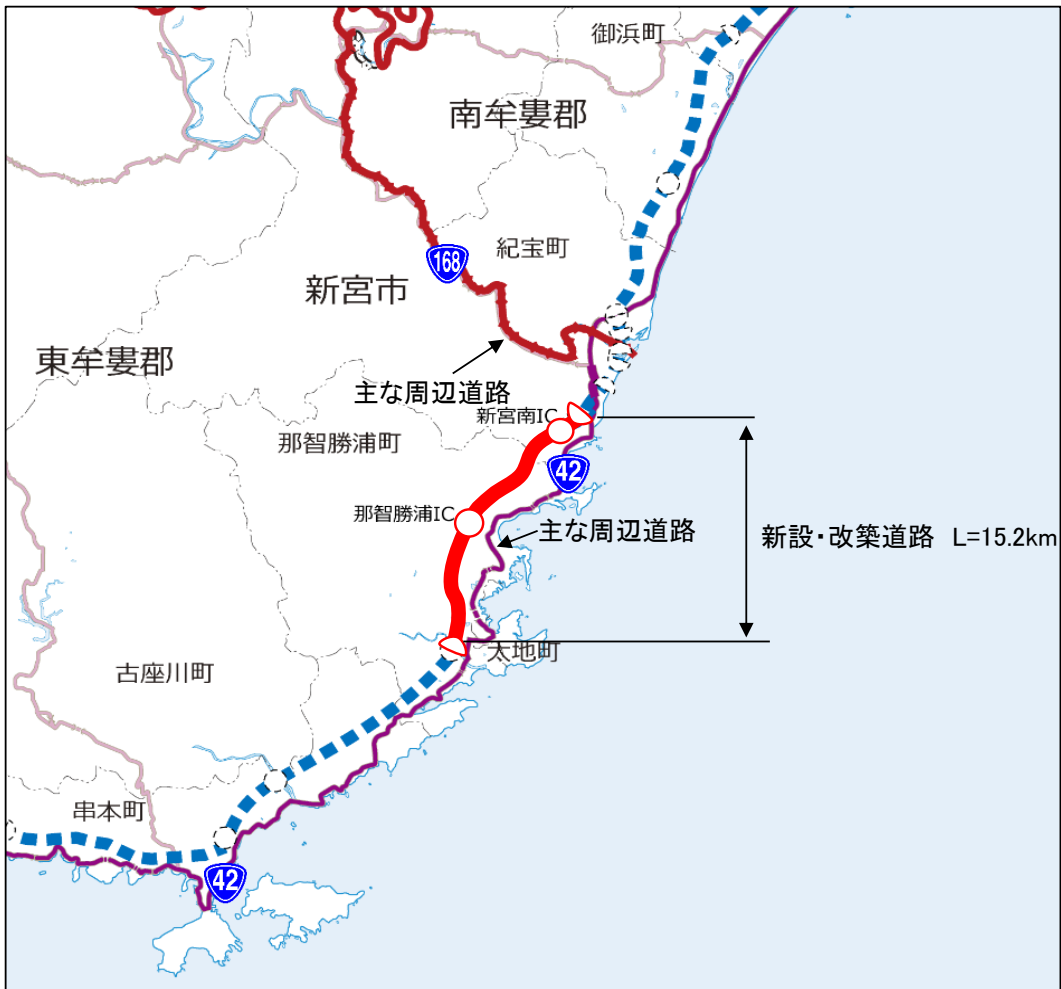 御浜町
南牟婁郡
紀宝町
168
新宮市
東牟婁郡
主な周辺道路
新宮南IC
那智勝浦町
42
那智勝浦IC
主な周辺道路
新設・改築道路 L=15.2km
太地町
古座川町
串本町
42